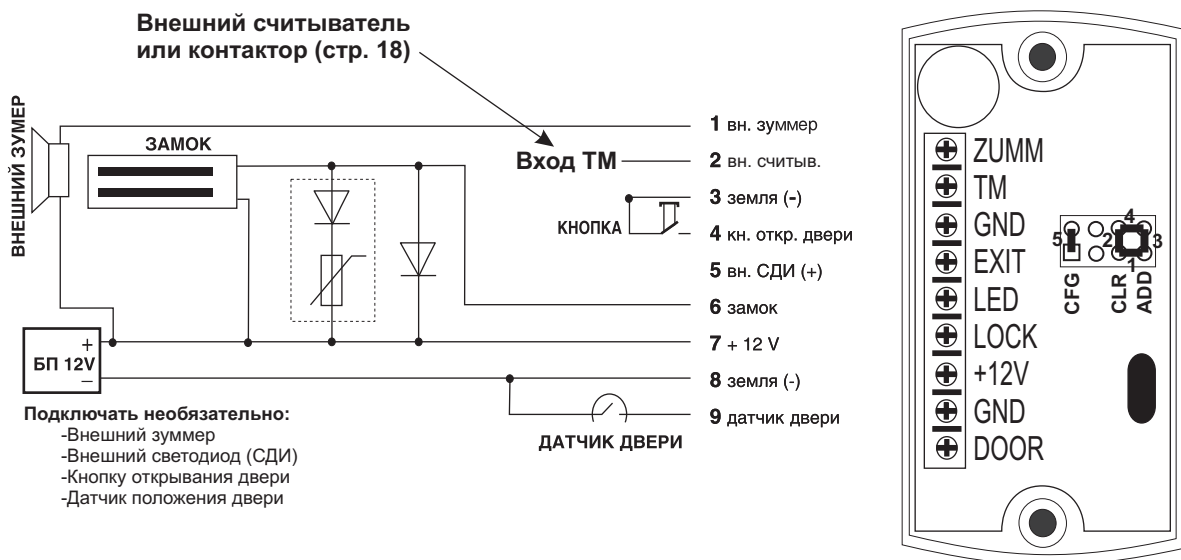 Внешний считыватель
или контактор (стр. 18)
ВНЕШНИЙ ЗУМЕР
ЗАМОК
Вход ТМ
КНОПКА
1 вн. зуммер
2 вн. считыв.
3 земля (-)
4 кн. откр. двери
5 вн. СДИ (+)
6 замок
7 + 12 V
8 земля (-)
9 датчик двери
+
БП 12V
–
ДАТЧИК ДВЕРИ
Подключать необязательно:
-Внешний зуммер
-Внешний светодиод (СДИ)
-Кнопку открывания двери
-Датчик положения двери
ZUMM
TM
GND
EXIT
LED
LOCK
+12V
GND
DOOR
4
5 2 3
1
CFG
CLR
ADD